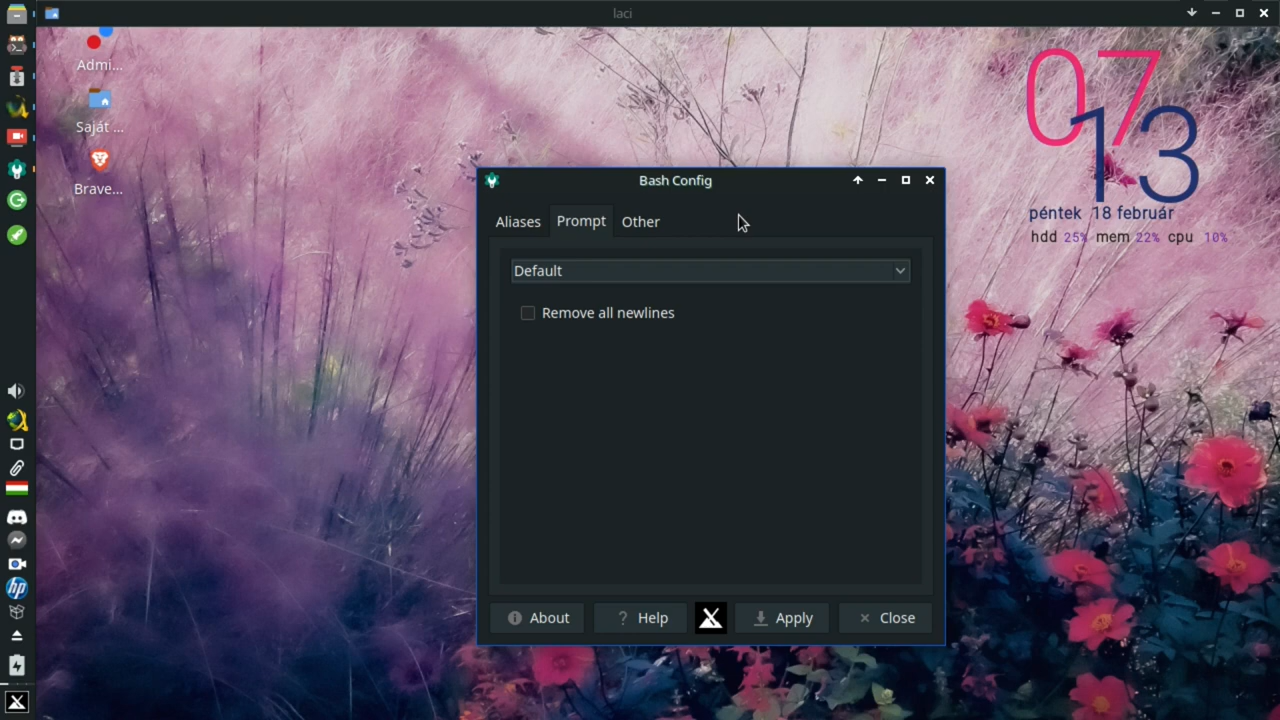 laci
Admi...
Saját ...
Brave...
07
13
péntek 18 február
hdd 25% mem 22% cpu 10%
Bash Config
Aliases Prompt Other
Default
Remove all newlines
About ? Help Apply Close
hp